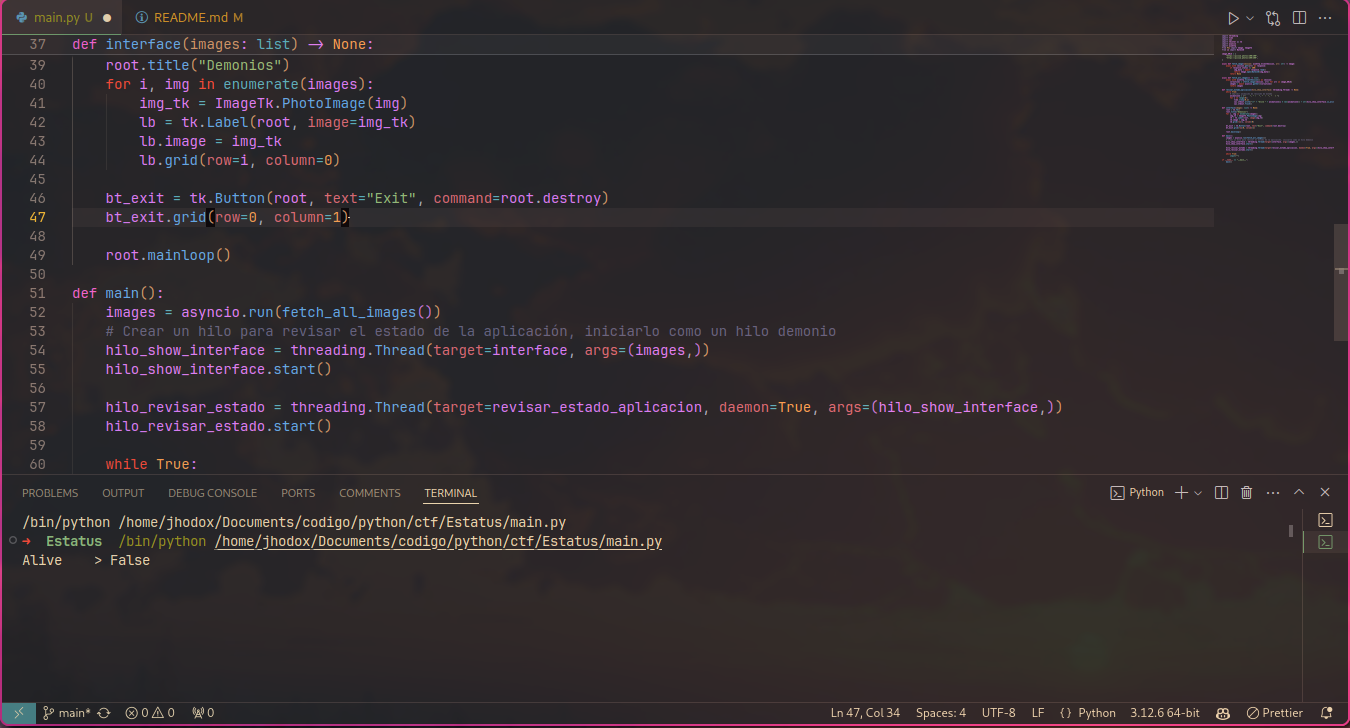 main.py U ●
README.md M
37 def interface(images: list) -> None:
39 root.title("Demonios")
40 for i, img in enumerate(images):
41 img_tk = ImageTk.PhotoImage(img)
42 lb = tk.Label(root, image=img_tk)
43 lb.image = img_tk
44 lb.grid(row=i, column=0)
45
46 bt_exit = tk.Button(root, text="Exit", command=root.destroy)
47 bt_exit.grid(row=0, column=1)
48
49 root.mainloop()
50
51 def main():
52 images = asyncio.run(fetch_all_images())
53 # Crear un hilo para revisar el estado de la aplicación, iniciarlo como un hilo demonio
54 hilo_show_interface = threading.Thread(target=interface, args=(images,))
55 hilo_show_interface.start()
56
57 hilo_revisar_estado = threading.Thread(target=revisar_estado_aplicacion, daemon=True, args=(hilo_show_interface,))
58 hilo_revisar_estado.start()
59
60 while True:
PROBLEMS OUTPUT DEBUG CONSOLE PORTS COMMENTS TERMINAL Python
/bin/python /home/jhodox/Documents/codigo/python/ctf/Estatus/main.py
➜ Estatus /bin/python /home/jhodox/Documents/codigo/python/ctf/Estatus/main.py
Alive > False
main* 0 0 0 Ln 47, Col 34 Spaces: 4 UTF-8 LF {} Python 3.12.6 64-bit Prettier